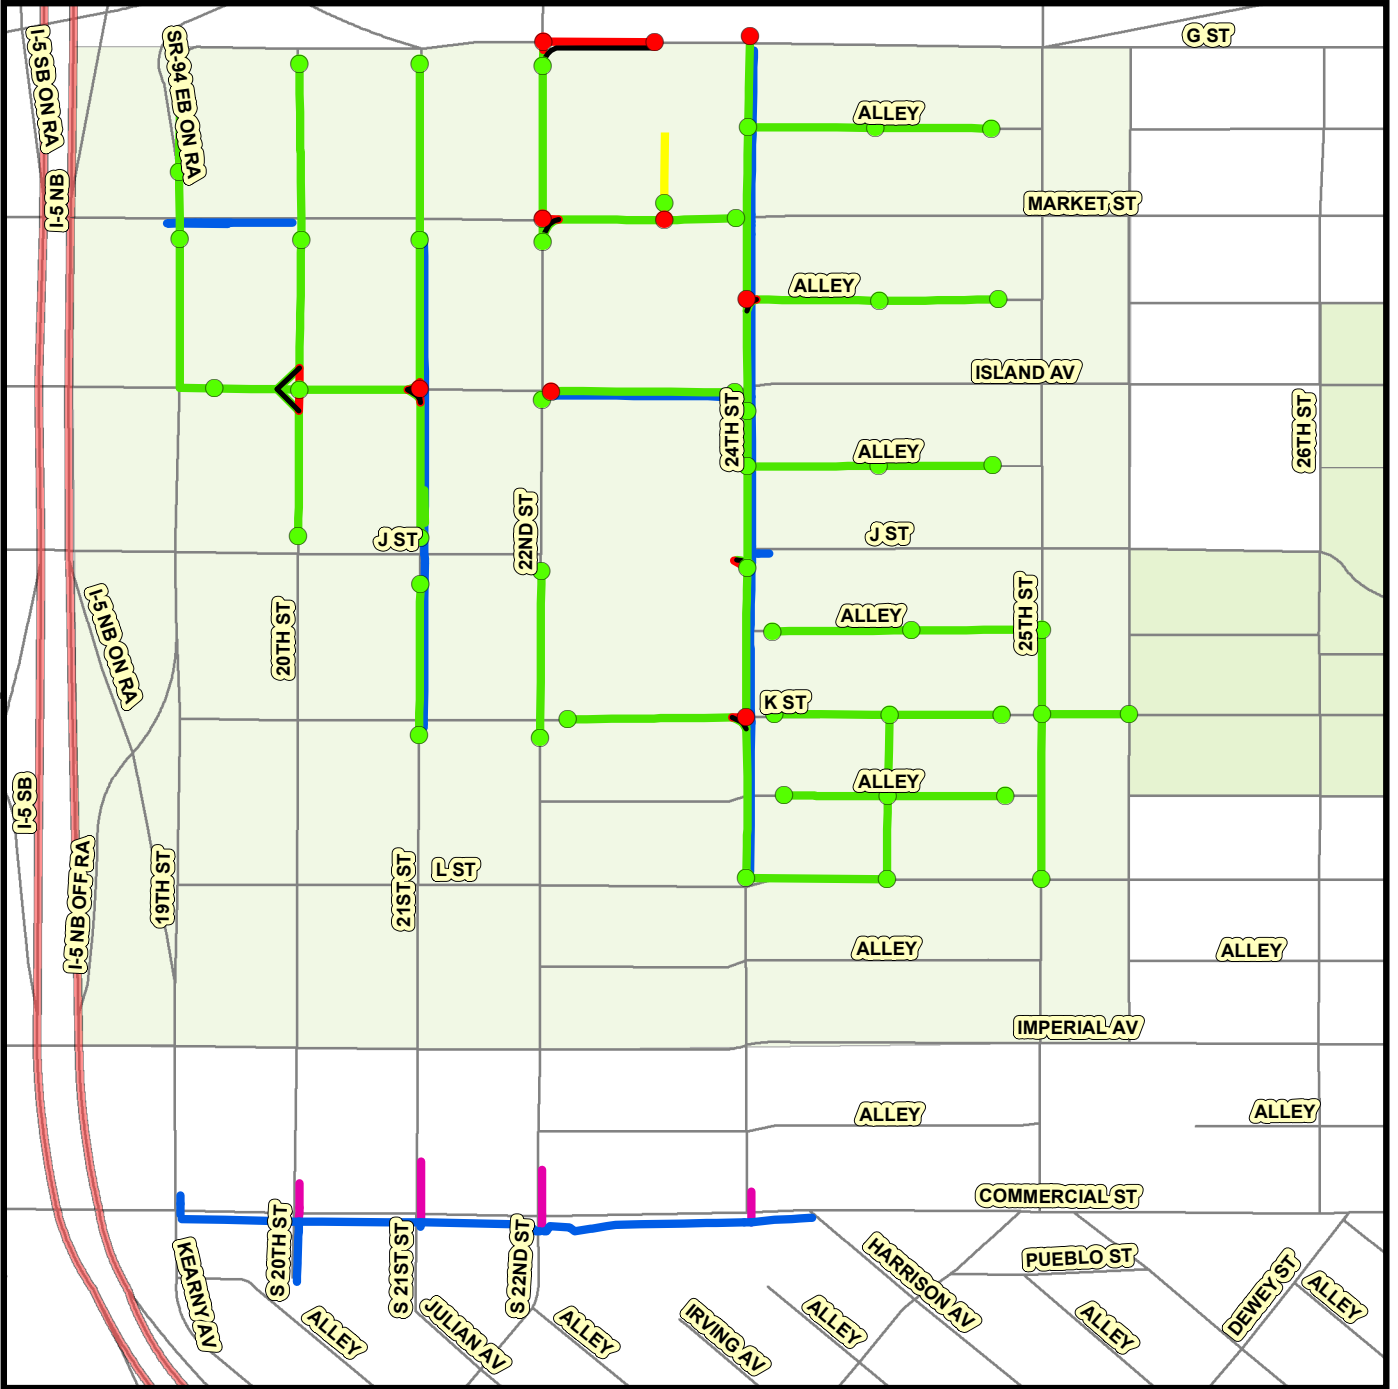 G ST
I-5 SB ON RA
SR-94 EB ON RA
ALLEY
I-5 NB
MARKET ST
ALLEY
ISLAND AV
24TH ST
26TH ST
ALLEY
22ND ST
J ST
J ST
I-5 NB ON RA
20TH ST
ALLEY
25TH ST
K ST
I-5 SB
ALLEY
I-5 NB OFF RA
19TH ST
21ST ST
L ST
ALLEY
ALLEY
IMPERIAL AV
ALLEY
ALLEY
COMMERCIAL ST
KEARNY AV
S 20TH ST
S 21ST ST
S 22ND ST
HARRISON AV
PUEBLO ST
DEWEY ST
ALLEY
ALLEY
JULIAN AV
ALLEY
IRVING AV
ALLEY
ALLEY